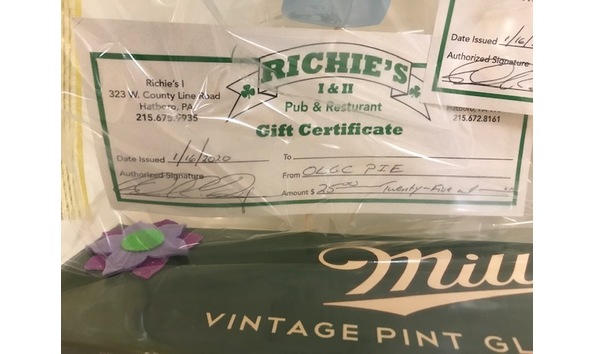 RICHIE'S
I & II
Pub & Resturant
Gift Certificate
Richie's I
323 W. County Line Road
Hatboro, PA
215.675.9935
Date Issued 1/16/2020
Authorized Signature
To
From OLGC PIE
Amount $ 25.00 Twenty-Five
Date Issued 1/16/
Authorized Signature
215.672.8161
Mill
VINTAGE PINT GL